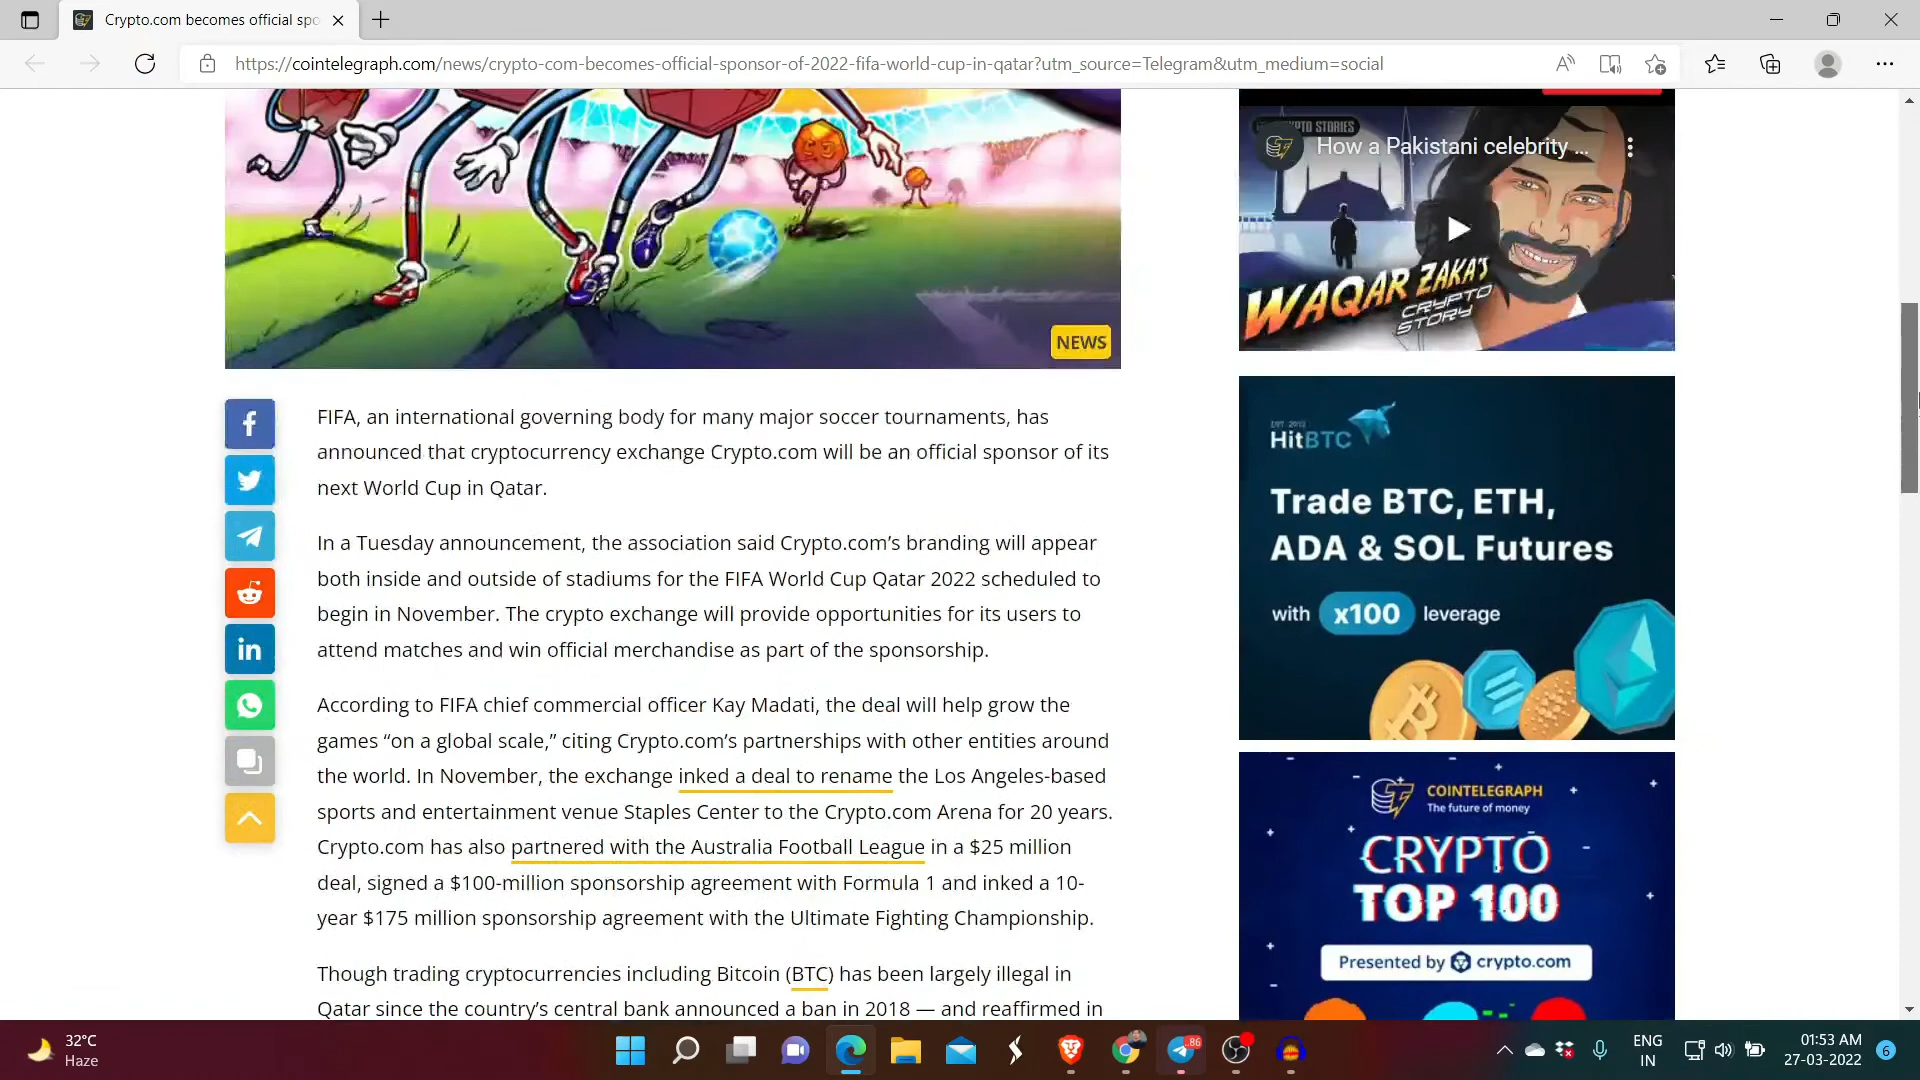 Crypto.com becomes official spo
https://cointelegraph.com/news/crypto-com-becomes-official-sponsor-of-2022-fifa-world-cup-in-qatar?utm_source=Telegram&utm_medium=social
NEWS
FIFA, an international governing body for many major soccer tournaments, has
announced that cryptocurrency exchange Crypto.com will be an official sponsor of its
next World Cup in Qatar.
In a Tuesday announcement, the association said Crypto.com’s branding will appear
both inside and outside of stadiums for the FIFA World Cup Qatar 2022 scheduled to
begin in November. The crypto exchange will provide opportunities for its users to
attend matches and win official merchandise as part of the sponsorship.
According to FIFA chief commercial officer Kay Madati, the deal will help grow the
games “on a global scale,” citing Crypto.com’s partnerships with other entities around
the world. In November, the exchange inked a deal to rename the Los Angeles-based
sports and entertainment venue Staples Center to the Crypto.com Arena for 20 years.
Crypto.com has also partnered with the Australia Football League in a $25 million
deal, signed a $100-million sponsorship agreement with Formula 1 and inked a 10-
year $175 million sponsorship agreement with the Ultimate Fighting Championship.
Though trading cryptocurrencies including Bitcoin (BTC) has been largely illegal in
Qatar since the country’s central bank announced a ban in 2018 — and reaffirmed in
CRYPTO STORIES
How a Pakistani celebrity ...
WAQAR ZAKA'S
CRYPTO
STORY
HitBTC
Trade BTC, ETH,
ADA & SOL Futures
with x100 leverage
COINTELEGRAPH
The future of money
CRYPTO
TOP 100
Presented by crypto.com
32°C
Haze
86
ENG
IN
01:53 AM
27-03-2022
6